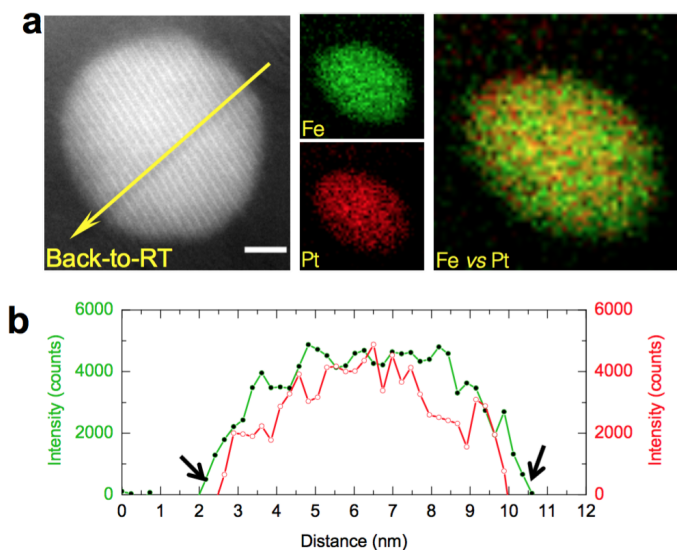 a
Back-to-RT
Fe
Pt
Fe vs Pt
b
Intensity (counts)
6000
4000
2000
0
0 1 2 3 4 5 6 7 8 9 10 11 12
Distance (nm)
6000
4000
2000
0
Intensity (counts)